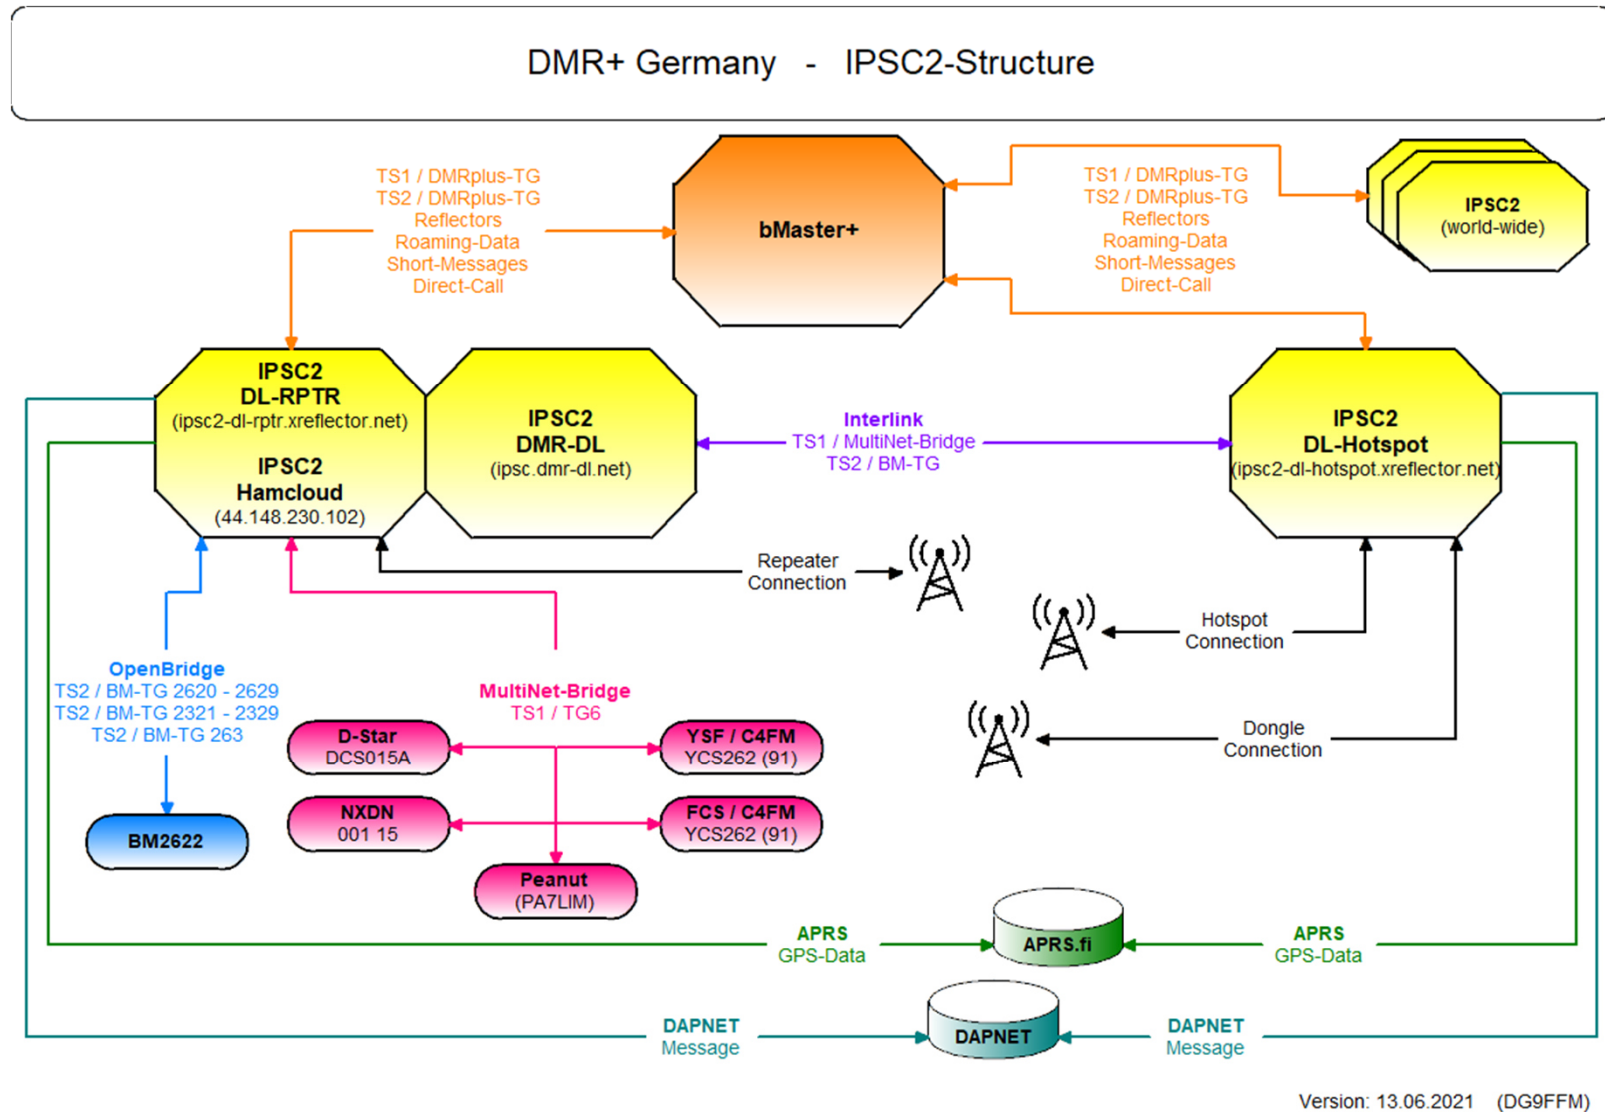 DMR+ Germany - IPSC2-Structure
TS1 / DMRplus-TG
TS2 / DMRplus-TG
Reflectors
Roaming-Data
Short-Messages
Direct-Call
bMaster+
TS1 / DMRplus-TG
TS2 / DMRplus-TG
Reflectors
Roaming-Data
Short-Messages
Direct-Call
IPSC2
(world-wide)
IPSC2
DL-RPTR
(ipsc2-dl-rptr.xreflector.net)
IPSC2
Hamcloud
(44.148.230.102)
IPSC2
DMR-DL
(ipsc.dmr-dl.net)
Interlink
TS1 / MultiNet-Bridge
TS2 / BM-TG
IPSC2
DL-Hotspot
(ipsc2-dl-hotspot.xreflector.net)
Repeater
Connection
Hotspot
Connection
Dongle
Connection
OpenBridge
TS2 / BM-TG 2620 - 2629
TS2 / BM-TG 2321 - 2329
TS2 / BM-TG 263
BM2622
MultiNet-Bridge
TS1 / TG6
D-Star
DCS015A
YSF / C4FM
YCS262 (91)
NXDN
001 15
FCS / C4FM
YCS262 (91)
Peanut
(PA7LIM)
APRS
GPS-Data
APRS.fi
APRS
GPS-Data
DAPNET
Message
DAPNET
DAPNET
Message
Version: 13.06.2021 (DG9FFM)